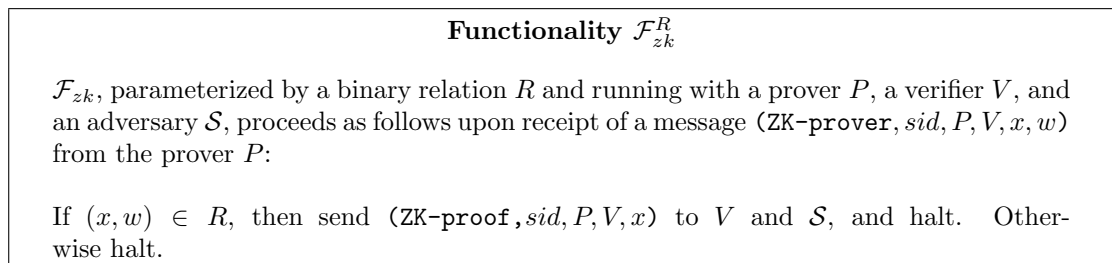 Functionality $\mathcal{F}_{zk}^{R}$
$\mathcal{F}_{zk}$, parameterized by a binary relation $R$ and running with a prover $P$, a verifier $V$, and
an adversary $\mathcal{S}$, proceeds as follows upon receipt of a message (ZK-prover, $sid, P, V, x, w$)
from the prover $P$:
If $(x, w) \in R$, then send (ZK-proof,$sid, P, V, x$) to $V$ and $\mathcal{S}$, and halt. Other-
wise halt.